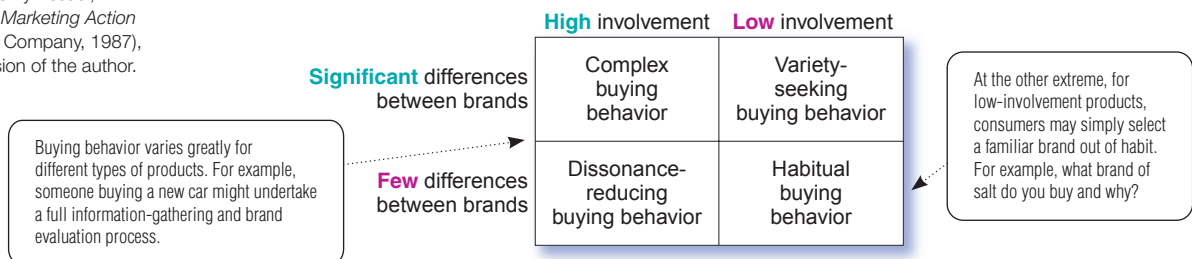 Marketing Action
Company, 1987),
sion of the author.
High involvement Low involvement
Significant differences
between brands
Complex
buying
behavior
Variety-
seeking
buying behavior
Few differences
between brands
Dissonance-
reducing
buying behavior
Habitual
buying
behavior
Buying behavior varies greatly for
different types of products. For example,
someone buying a new car might undertake
a full information-gathering and brand
evaluation process.
At the other extreme, for
low-involvement products,
consumers may simply select
a familiar brand out of habit.
For example, what brand of
salt do you buy and why?